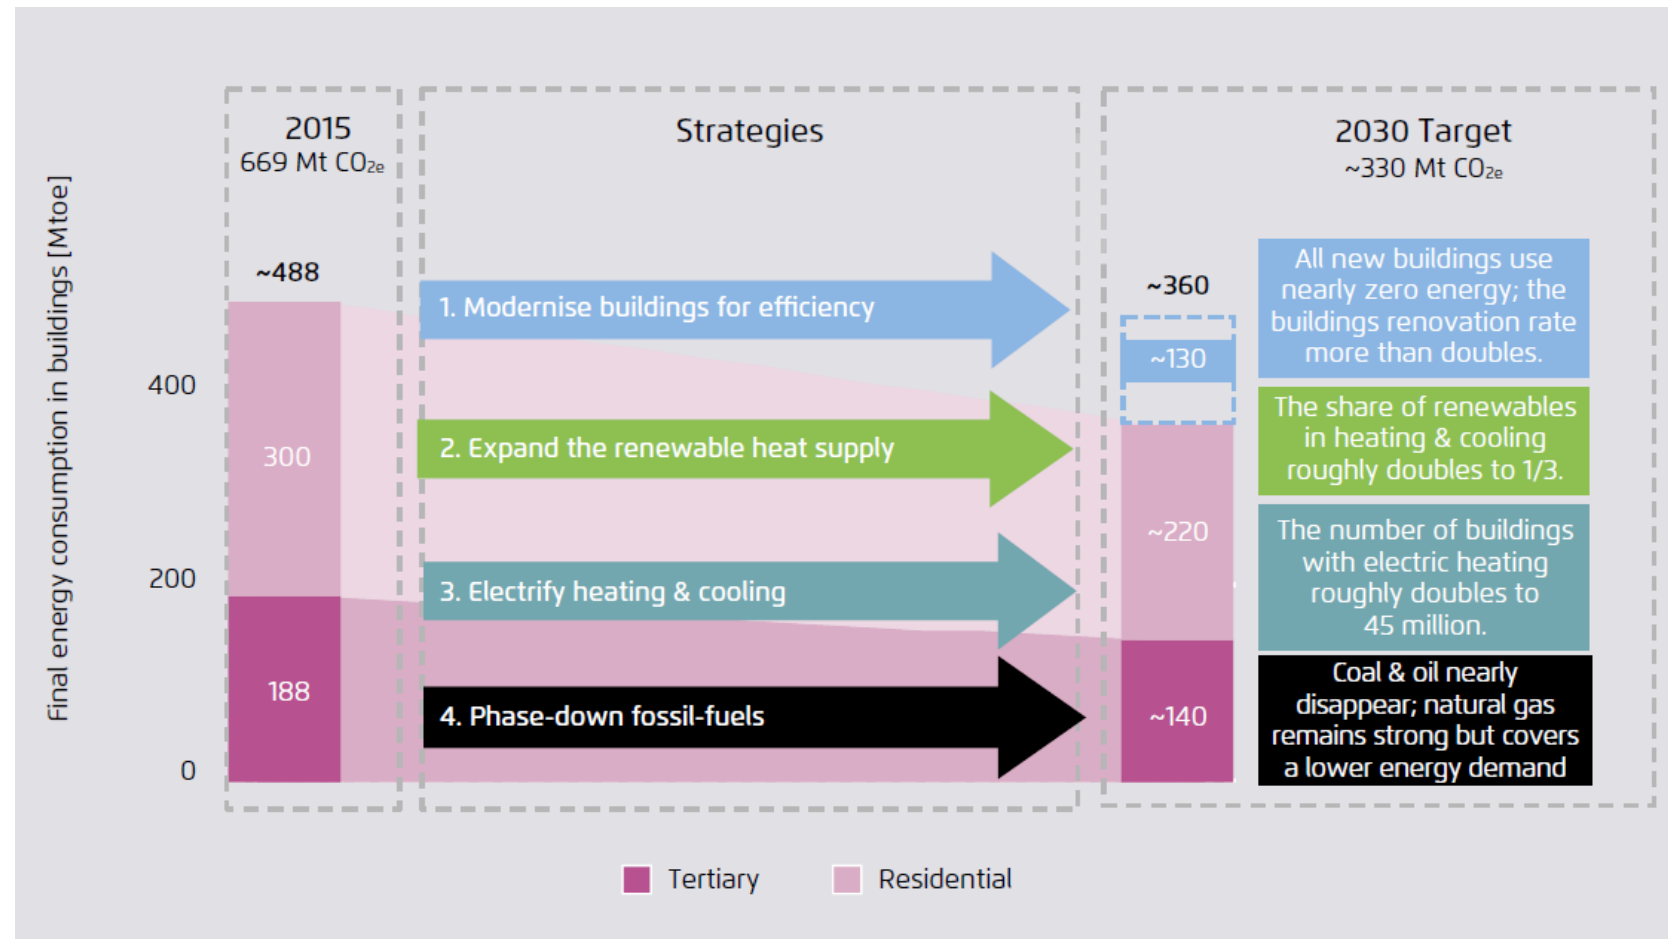 2015
669 Mt CO2e
Strategies
2030 Target
~330 Mt CO2e
Final energy consumption in buildings [Mtoe]
400
200
0
~488
300
188
1. Modernise buildings for efficiency
2. Expand the renewable heat supply
3. Electrify heating & cooling
4. Phase-down fossil-fuels
~360
~130
~220
~140
All new buildings use
nearly zero energy; the
buildings renovation rate
more than doubles.
The share of renewables
in heating & cooling
roughly doubles to 1/3.
The number of buildings
with electric heating
roughly doubles to
45 million.
Coal & oil nearly
disappear; natural gas
remains strong but covers
a lower energy demand
Tertiary
Residential